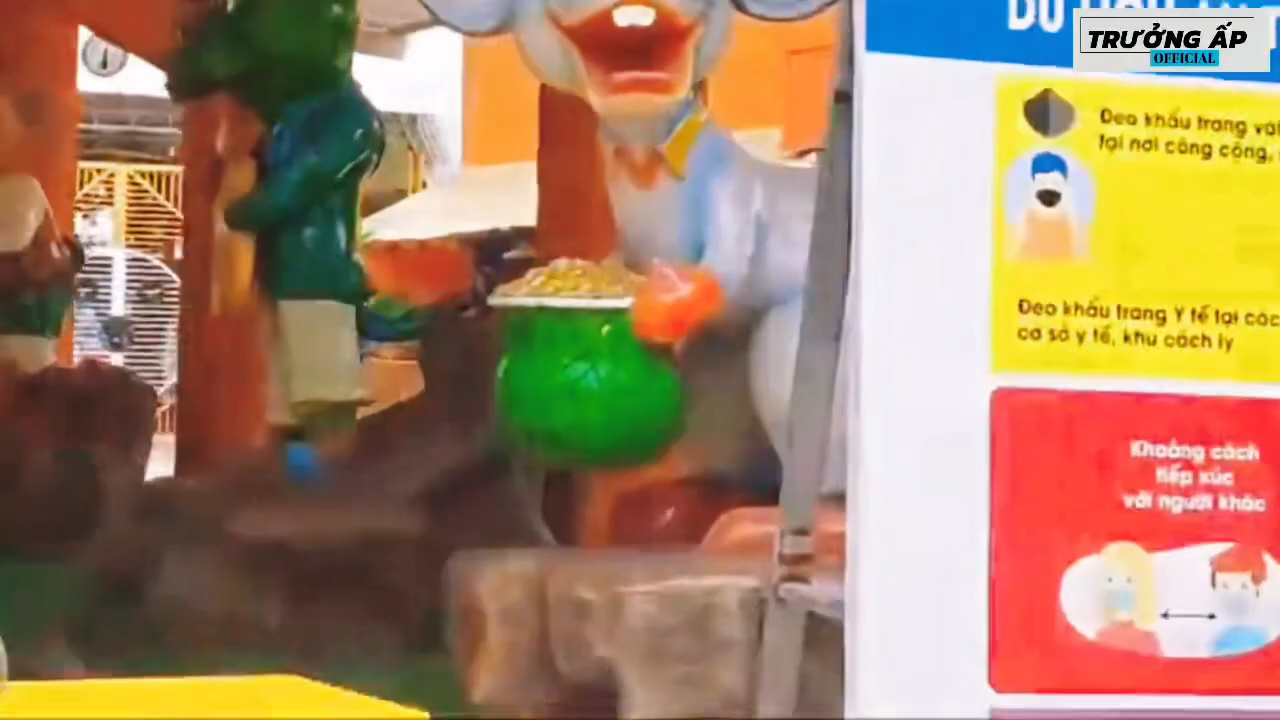 TRƯỞNG ẤP
OFFICIAL
Đeo khẩu trang
tại nơi công cộng,
Đeo khẩu trang Y tế tại
cơ sở y tế, khu cách ly
Khoảng cách
tiếp xúc
với người khác